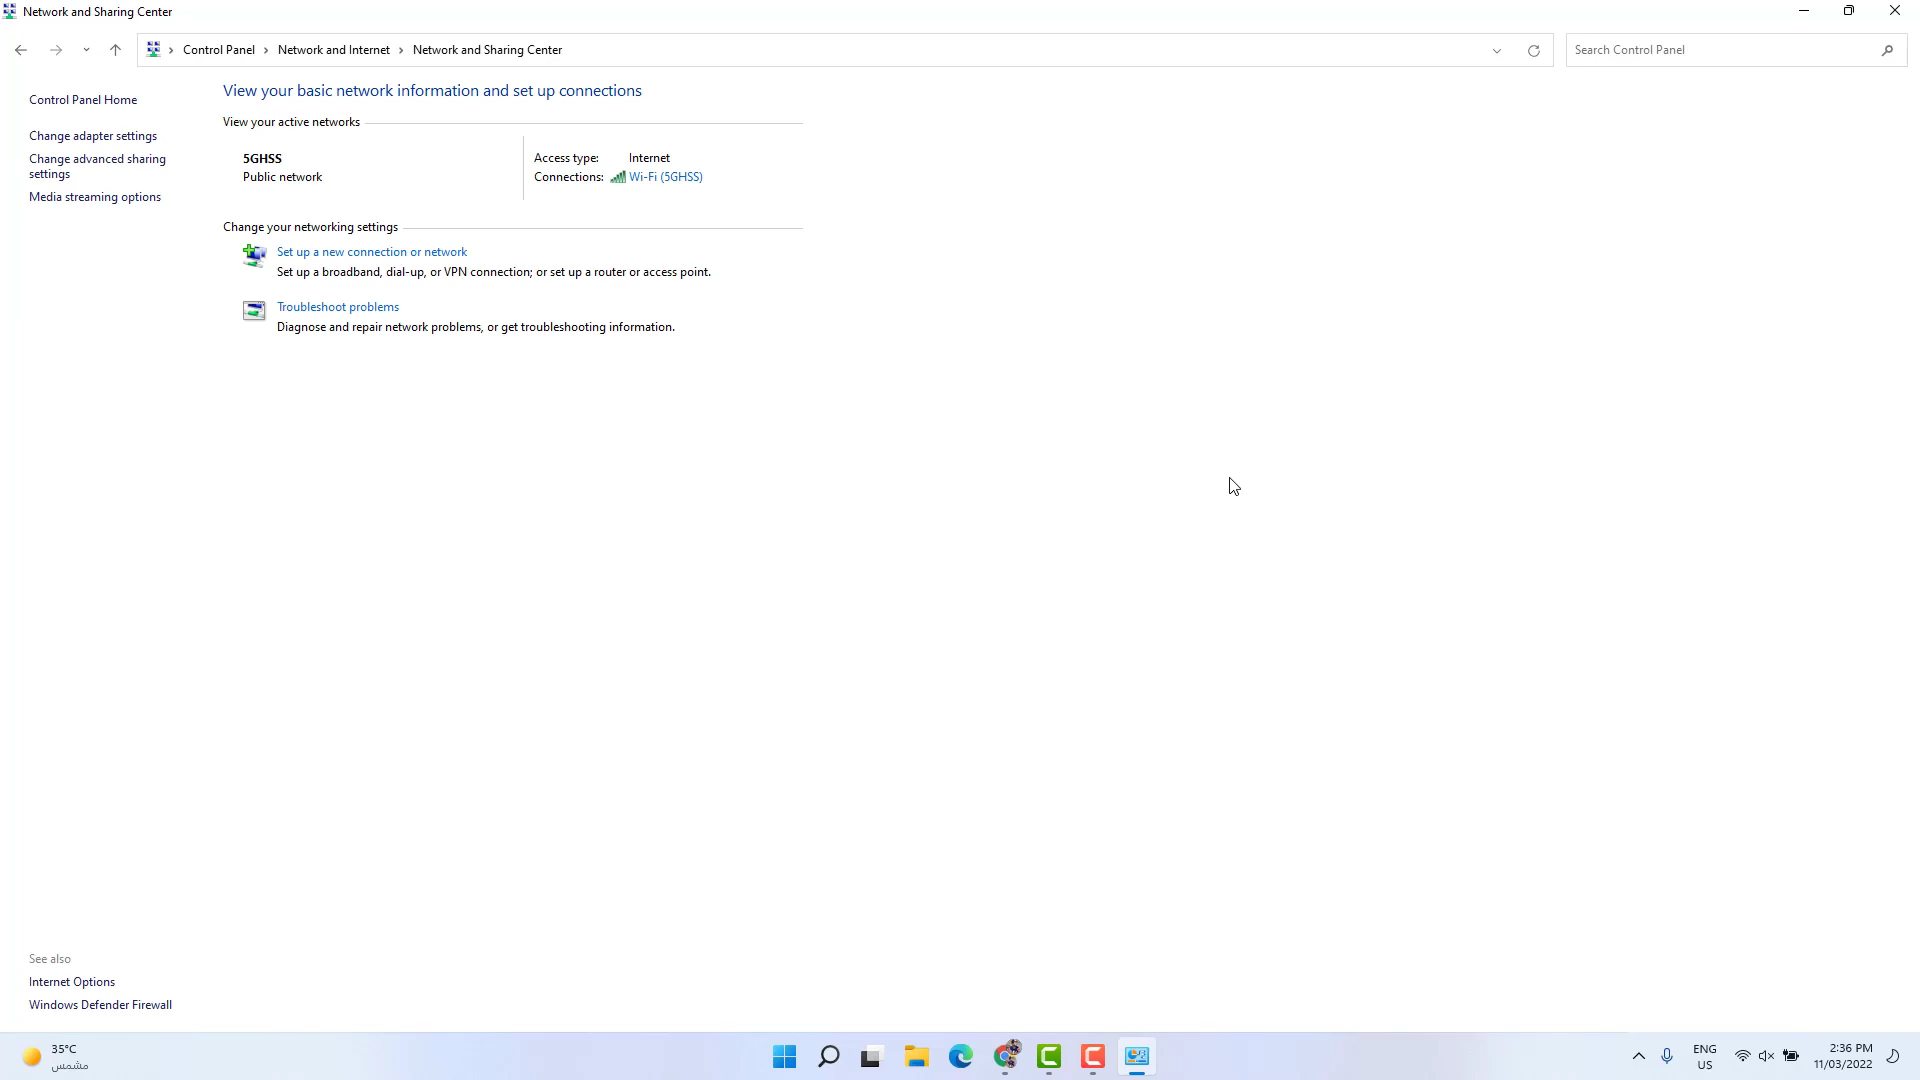 Network and Sharing Center
Control Panel > Network and Internet > Network and Sharing Center
Search Control Panel
Control Panel Home
Change adapter settings
Change advanced sharing
settings
Media streaming options
View your basic network information and set up connections
View your active networks
5GHSS
Public network
Access type: Internet
Connections: Wi-Fi (5GHSS)
Change your networking settings
Set up a new connection or network
Set up a broadband, dial-up, or VPN connection; or set up a router or access point.
Troubleshoot problems
Diagnose and repair network problems, or get troubleshooting information.
See also
Internet Options
Windows Defender Firewall
35°C
مشمس
ENG
US
2:36 PM
11/03/2022